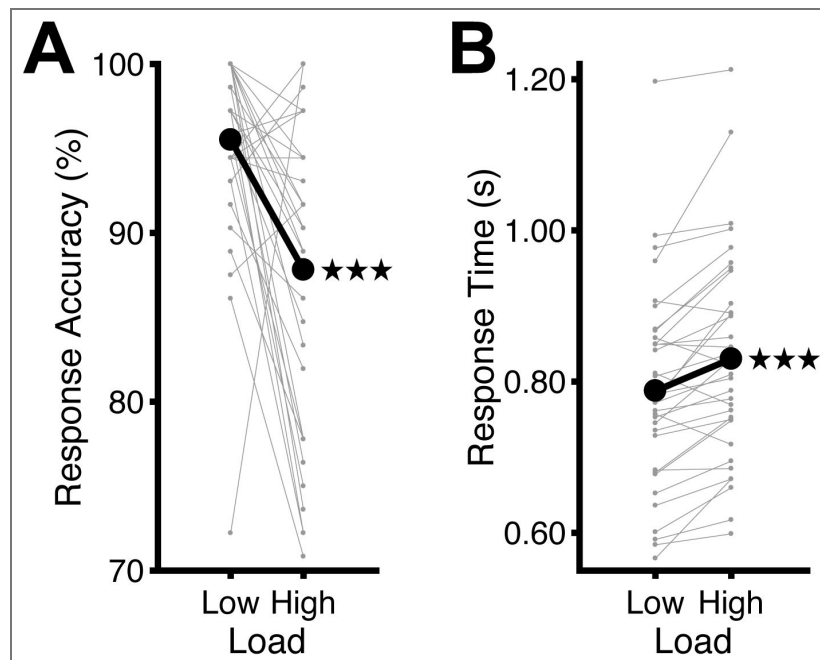 A
Response Accuracy (%)
100
90
80
70
Low High
Load
★★★
B
Response Time (s)
1.20
1.00
0.80
0.60
Low High
Load
★★★